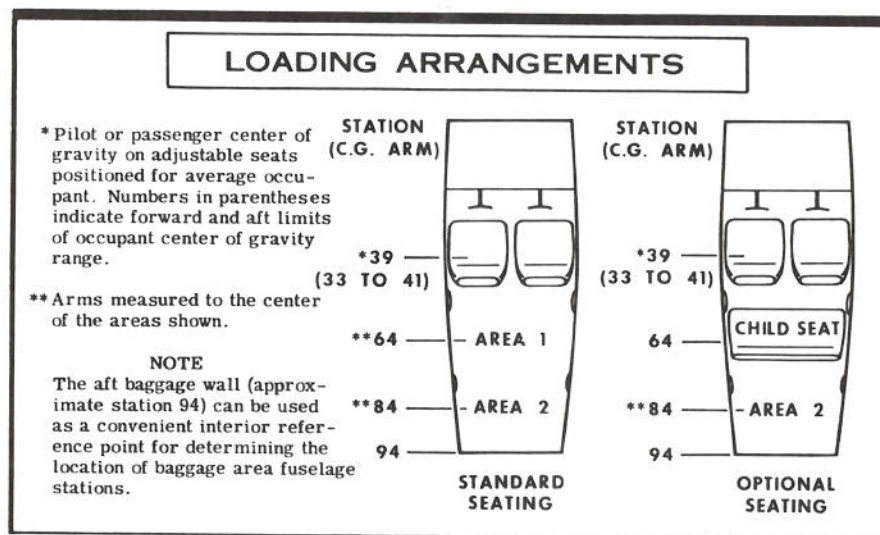 LOADING ARRANGEMENTS
* Pilot or passenger center of
gravity on adjustable seats
positioned for average occu-
pant. Numbers in parentheses
indicate forward and aft limits
of occupant center of gravity
range.
** Arms measured to the center
of the areas shown.
NOTE
The aft baggage wall (approx-
imate station 94) can be used
as a convenient interior refer-
ence point for determining the
location of baggage area fuselage
stations.
STATION
(C.G. ARM)
*39
(33 TO 41)
**64
AREA 1
**84
AREA 2
94
STANDARD
SEATING
STATION
(C.G. ARM)
*39
(33 TO 41)
64
CHILD SEAT
**84
AREA 2
94
OPTIONAL
SEATING